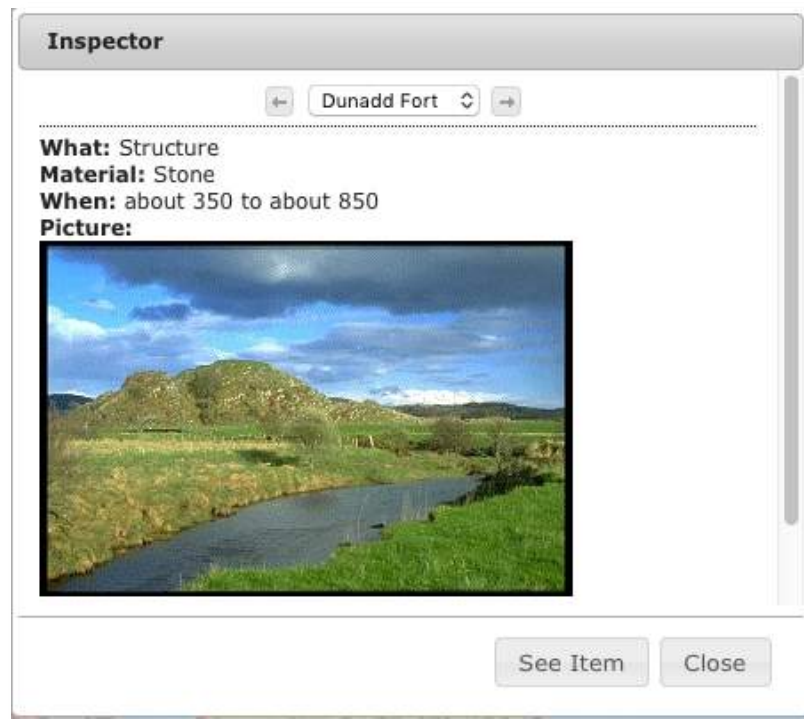 Inspector
← Dunadd Fort →
What: Structure
Material: Stone
When: about 350 to about 850
Picture:
See Item Close